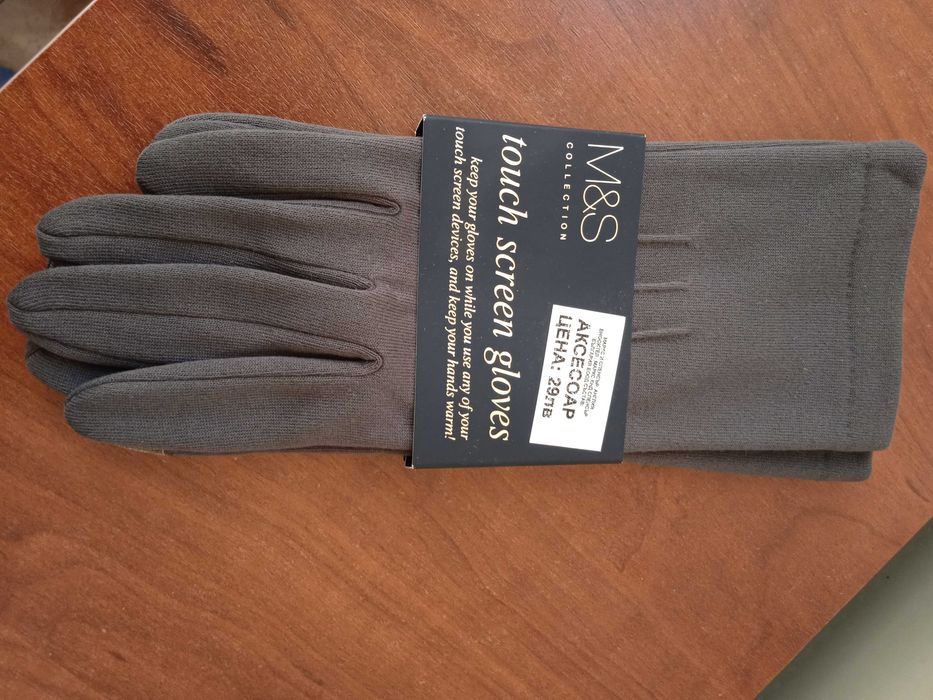 M&S
COLLECTION
touch screen gloves
keep your gloves on while you use any of your
touch screen devices, and keep your hands warm!
АКСЕСОАР
ЦЕНА: 29ЛВ